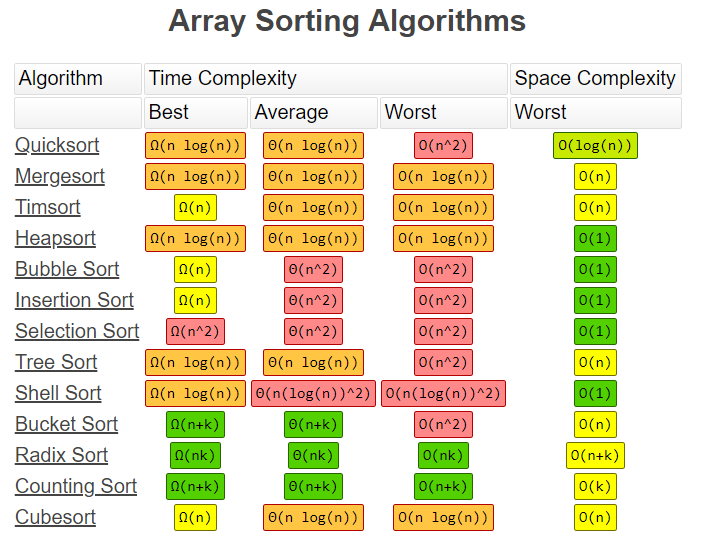 Array Sorting Algorithms
Algorithm Time Complexity Space Complexity
Best Average Worst Worst
Quicksort Ω(n log(n)) Θ(n log(n)) O(n^2) O(log(n))
Mergesort Ω(n log(n)) Θ(n log(n)) O(n log(n)) O(n)
Timsort Ω(n) Θ(n log(n)) O(n log(n)) O(n)
Heapsort Ω(n log(n)) Θ(n log(n)) O(n log(n)) O(1)
Bubble Sort Ω(n) Θ(n^2) O(n^2) O(1)
Insertion Sort Ω(n) Θ(n^2) O(n^2) O(1)
Selection Sort Ω(n^2) Θ(n^2) O(n^2) O(1)
Tree Sort Ω(n log(n)) Θ(n log(n)) O(n^2) O(n)
Shell Sort Ω(n log(n)) Θ(n(log(n))^2) O(n(log(n))^2) O(1)
Bucket Sort Ω(n+k) Θ(n+k) O(n^2) O(n)
Radix Sort Ω(nk) Θ(nk) O(nk) O(n+k)
Counting Sort Ω(n+k) Θ(n+k) O(n+k) O(k)
Cubesort Ω(n) Θ(n log(n)) O(n log(n)) O(n)